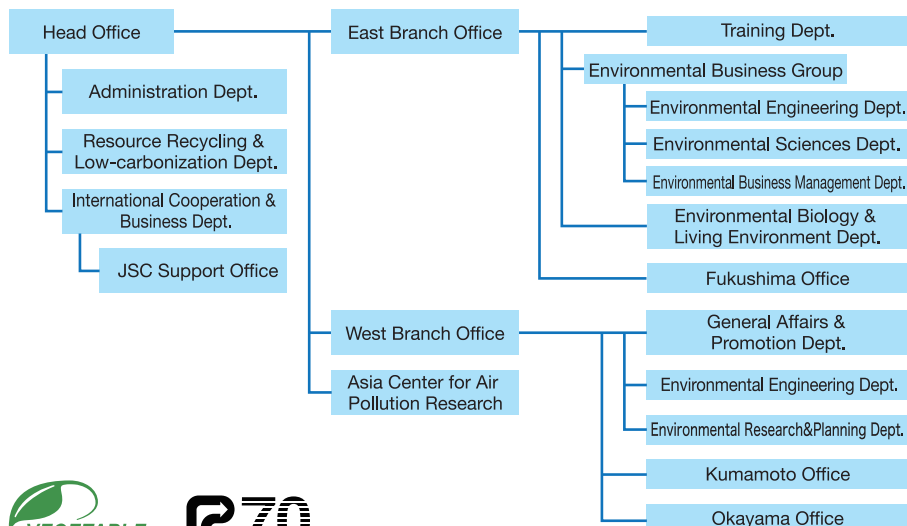 Head Office
Administration Dept.
Resource Recycling &
Low-carbonization Dept.
International Cooperation &
Business Dept.
JSC Support Office
East Branch Office
Training Dept.
Environmental Business Group
Environmental Engineering Dept.
Environmental Sciences Dept.
Environmental Business Management Dept.
Environmental Biology &
Living Environment Dept.
Fukushima Office
West Branch Office
General Affairs &
Promotion Dept.
Environmental Engineering Dept.
Environmental Research&Planning Dept.
Kumamoto Office
Okayama Office
Asia Center for Air
Pollution Research
VEGETABLE
70